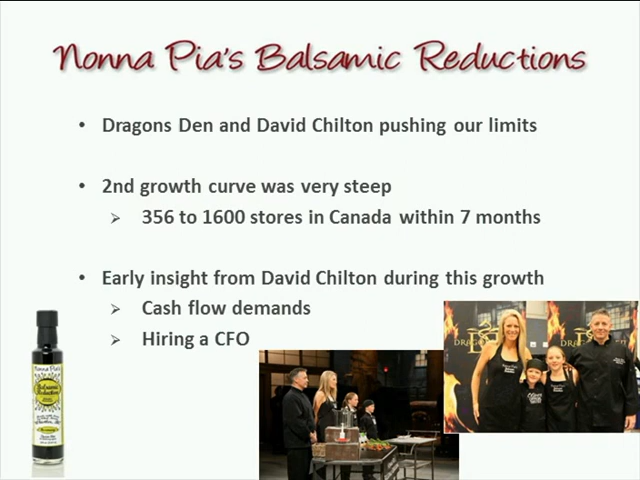 Nonna Pia's Balsamic Reductions
• Dragons Den and David Chilton pushing our limits
• 2nd growth curve was very steep
➢ 356 to 1600 stores in Canada within 7 months
• Early insight from David Chilton during this growth
➢ Cash flow demands
➢ Hiring a CFO
Nonna Pia's
Balsamic
Reduction